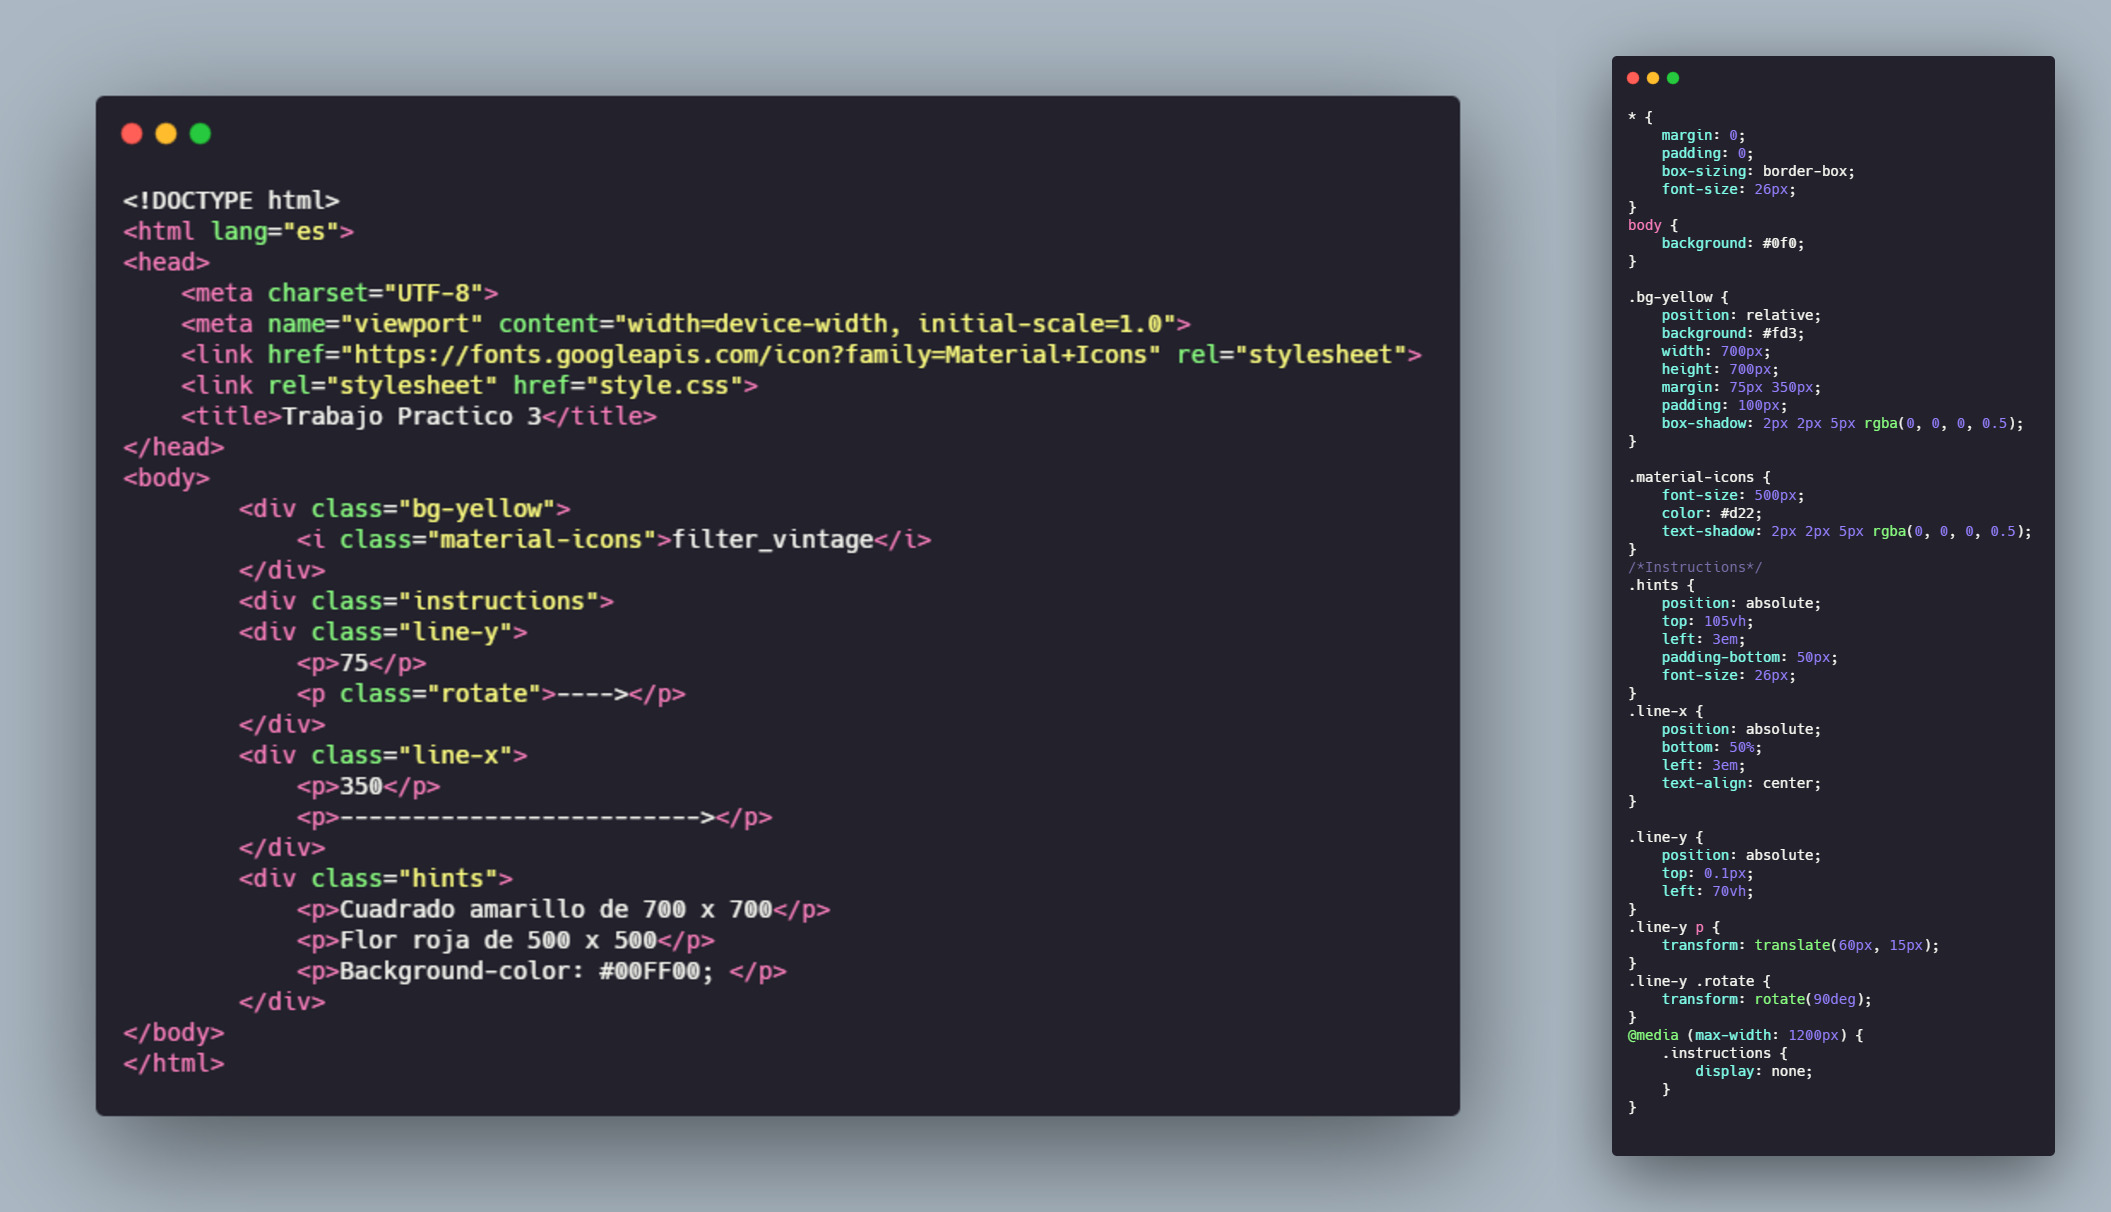 <!DOCTYPE html>
<html lang="es">
<head>
    <meta charset="UTF-8">
    <meta name="viewport" content="width=device-width, initial-scale=1.0">
    <link href="https://fonts.googleapis.com/icon?family=Material+Icons" rel="stylesheet">
    <link rel="stylesheet" href="style.css">
    <title>Trabajo Practico 3</title>
</head>
<body>
        <div class="bg-yellow">
            <i class="material-icons">filter_vintage</i>
        </div>
        <div class="instructions">
        <div class="line-y">
            <p>75</p>
            <p class="rotate">----></p>
        </div>
        <div class="line-x">
            <p>350</p>
            <p>-------------------------></p>
        </div>
        <div class="hints">
            <p>Cuadrado amarillo de 700 x 700</p>
            <p>Flor roja de 500 x 500</p>
            <p>Background-color: #00FF00; </p>
        </div>
</body>
</html>
* {
    margin: 0;
    padding: 0;
    box-sizing: border-box;
    font-size: 26px;
}
body {
    background: #0f0;
}

.bg-yellow {
    position: relative;
    background: #fd3;
    width: 700px;
    height: 700px;
    margin: 75px 350px;
    padding: 100px;
    box-shadow: 2px 2px 5px rgba(0, 0, 0, 0.5);
}

.material-icons {
    font-size: 500px;
    color: #d22;
    text-shadow: 2px 2px 5px rgba(0, 0, 0, 0.5);
}
/*Instructions*/
.hints {
    position: absolute;
    top: 105vh;
    left: 3em;
    padding-bottom: 50px;
    font-size: 26px;
}
.line-x {
    position: absolute;
    bottom: 50%;
    left: 3em;
    text-align: center;
}

.line-y {
    position: absolute;
    top: 0.1px;
    left: 70vh;
}
.line-y p {
    transform: translate(60px, 15px);
}
.line-y .rotate {
    transform: rotate(90deg);
}
@media (max-width: 1200px) {
    .instructions {
        display: none;
    }
}